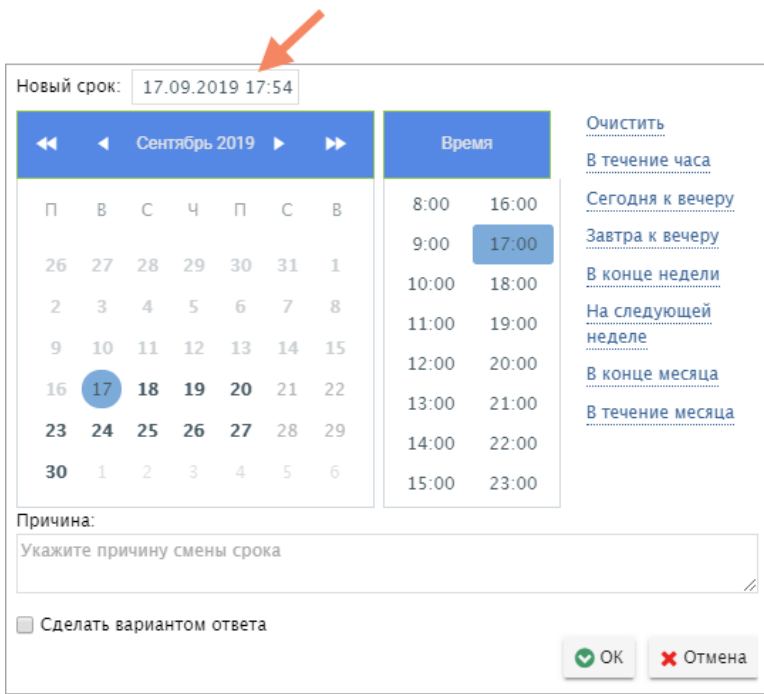 Новый срок: 17.09.2019 17:54
Сентябрь 2019
П В С Ч П С В
26 27 28 29 30 31 1
2 3 4 5 6 7 8
9 10 11 12 13 14 15
16 17 18 19 20 21 22
23 24 25 26 27 28 29
30 1 2 3 4 5 6
Время
8:00 16:00
9:00 17:00
10:00 18:00
11:00 19:00
12:00 20:00
13:00 21:00
14:00 22:00
15:00 23:00
Очистить
В течение часа
Сегодня к вечеру
Завтра к вечеру
В конце недели
На следующей
неделе
В конце месяца
В течение месяца
Причина:
Укажите причину смены срока
Сделать вариантом ответа
ОК Отмена